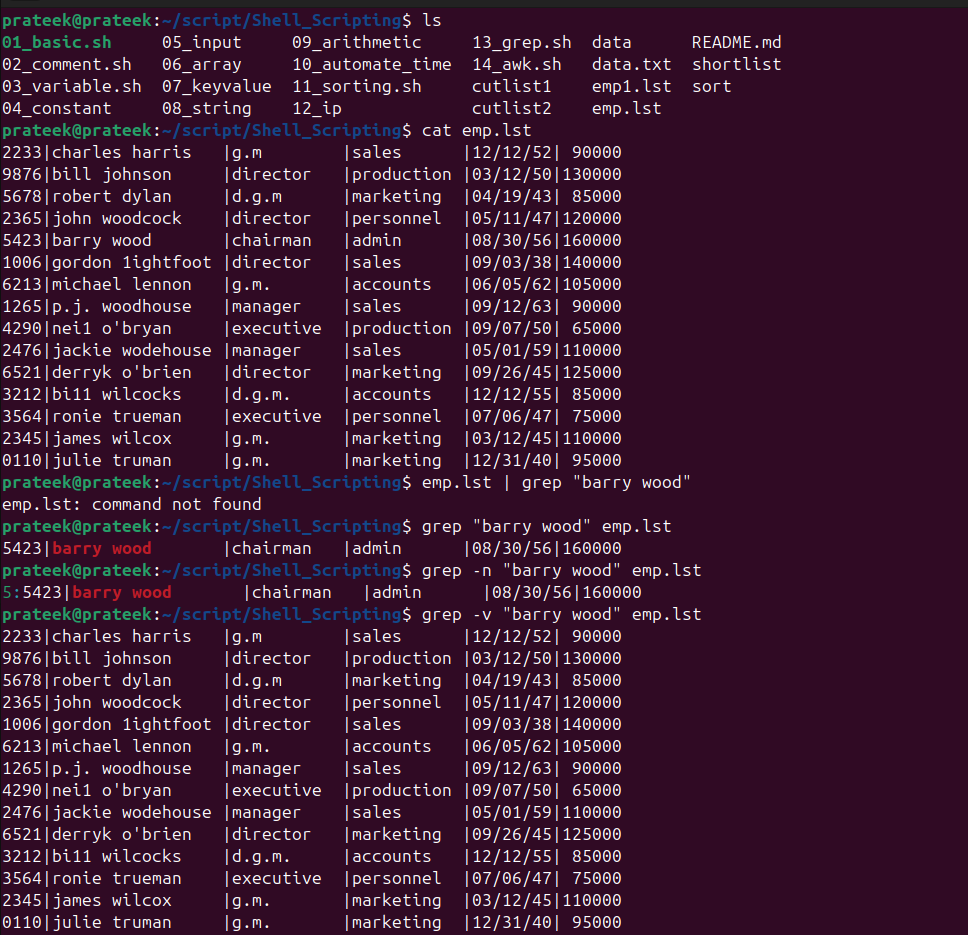 prateek@prateek:~/script/Shell_Scripting$ ls
01_basic.sh     05_input     09_arithmetic      13_grep.sh  data      README.md
02_comment.sh   06_array     10_automate_time   14_awk.sh   data.txt  shortlist
03_variable.sh  07_keyvalue  11_sorting.sh      cutlist1    emp1.lst  sort
04_constant     08_string    12_ip              cutlist2    emp.lst
prateek@prateek:~/script/Shell_Scripting$ cat emp.lst
2233|charles harris   |g.m        |sales      |12/12/52| 90000
9876|bill johnson     |director   |production |03/12/50|130000
5678|robert dylan     |d.g.m      |marketing  |04/19/43| 85000
2365|john woodcock    |director   |personnel  |05/11/47|120000
5423|barry wood       |chairman   |admin      |08/30/56|160000
1006|gordon 1ightfoot |director   |sales      |09/03/38|140000
6213|michael lennon   |g.m.       |accounts   |06/05/62|105000
1265|p.j. woodhouse   |manager    |sales      |09/12/63| 90000
4290|nei1 o'bryan     |executive  |production |09/07/50| 65000
2476|jackie wodehouse |manager    |sales      |05/01/59|110000
6521|derryk o'brien   |director   |marketing  |09/26/45|125000
3212|bi11 wilcocks    |d.g.m.     |accounts   |12/12/55| 85000
3564|ronie trueman    |executive  |personnel  |07/06/47| 75000
2345|james wilcox     |g.m.       |marketing  |03/12/45|110000
0110|julie truman     |g.m.       |marketing  |12/31/40| 95000
prateek@prateek:~/script/Shell_Scripting$ emp.lst | grep "barry wood"
emp.lst: command not found
prateek@prateek:~/script/Shell_Scripting$ grep "barry wood" emp.lst
5423|barry wood       |chairman   |admin      |08/30/56|160000
prateek@prateek:~/script/Shell_Scripting$ grep -n "barry wood" emp.lst
5:5423|barry wood       |chairman   |admin      |08/30/56|160000
prateek@prateek:~/script/Shell_Scripting$ grep -v "barry wood" emp.lst
2233|charles harris   |g.m        |sales      |12/12/52| 90000
9876|bill johnson     |director   |production |03/12/50|130000
5678|robert dylan     |d.g.m      |marketing  |04/19/43| 85000
2365|john woodcock    |director   |personnel  |05/11/47|120000
1006|gordon 1ightfoot |director   |sales      |09/03/38|140000
6213|michael lennon   |g.m.       |accounts   |06/05/62|105000
1265|p.j. woodhouse   |manager    |sales      |09/12/63| 90000
4290|nei1 o'bryan     |executive  |production |09/07/50| 65000
2476|jackie wodehouse |manager    |sales      |05/01/59|110000
6521|derryk o'brien   |director   |marketing  |09/26/45|125000
3212|bi11 wilcocks    |d.g.m.     |accounts   |12/12/55| 85000
3564|ronie trueman    |executive  |personnel  |07/06/47| 75000
2345|james wilcox     |g.m.       |marketing  |03/12/45|110000
0110|julie truman     |g.m.       |marketing  |12/31/40| 95000